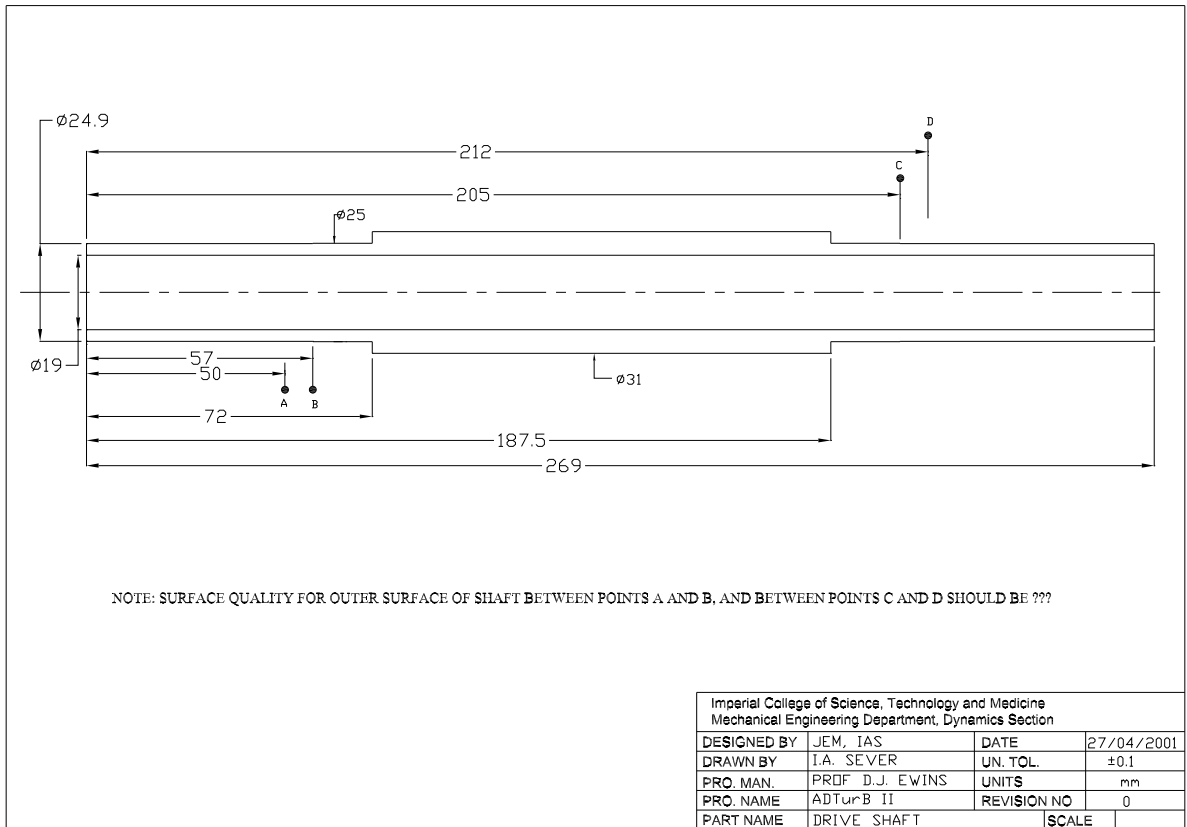 D
ø24.9
212
C
205
ø25
57
ø19
50
ø31
A B
72
187.5
269
NOTE: SURFACE QUALITY FOR OUTER SURFACE OF SHAFT BETWEEN POINTS A AND B, AND BETWEEN POINTS C AND D SHOULD BE ???
Imperial College of Science, Technology and Medicine
Mechanical Engineering Department, Dynamics Section
DESIGNED BY JEM, IAS DATE 27/04/2001
DRAWN BY I.A. SEVER UN. TOL. ±0.1
PRO. MAN. PROF D.J. EWINS UNITS mm
PRO. NAME ADTurB II REVISION NO 0
PART NAME DRIVE SHAFT SCALE